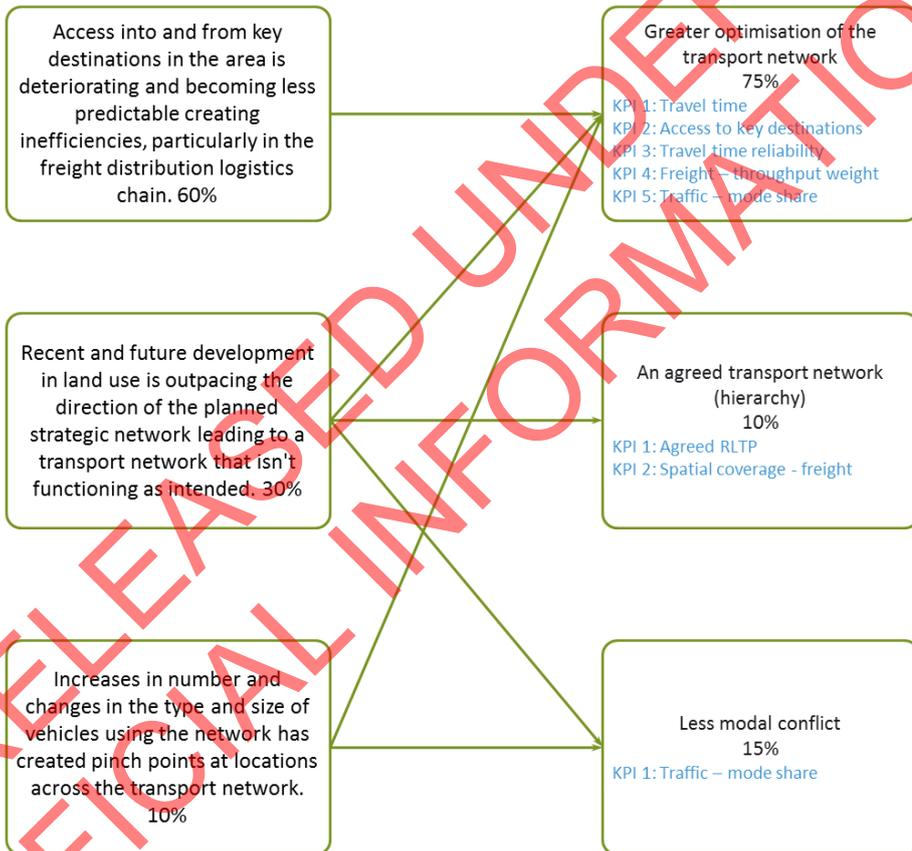 Access into and from key
destinations in the area is
deteriorating and becoming less
predictable creating
inefficiencies, particularly in the
freight distribution logistics
chain. 60%
Greater optimisation of the
transport network
75%
KPI 1: Travel time
KPI 2: Access to key destinations
KPI 3: Travel time reliability
KPI 4: Freight – throughput weight
KPI 5: Traffic – mode share
Recent and future development
in land use is outpacing the
direction of the planned
strategic network leading to a
transport network that isn't
functioning as intended. 30%
An agreed transport network
(hierarchy)
10%
KPI 1: Agreed RLTP
KPI 2: Spatial coverage - freight
Increases in number and
changes in the type and size of
vehicles using the network has
created pinch points at locations
across the transport network.
10%
Less modal conflict
15%
KPI 1: Traffic – mode share
RELEASED UNDER
FICIAL INFORMATIO